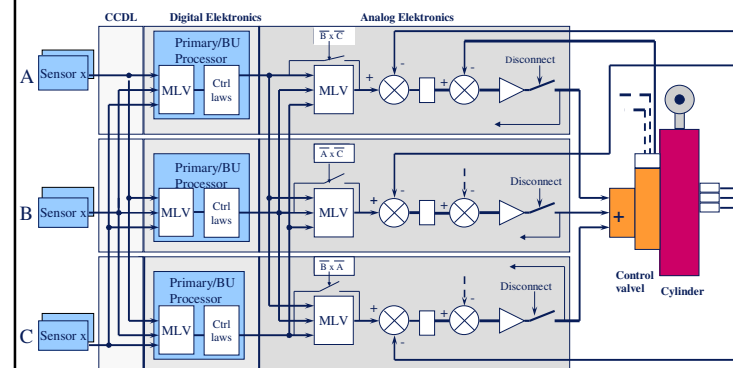 CCDL Digital Elektronics Analog Elektronics
B x C
Primary/BU
Processor
Disconnect
A
Sensor x
MLV
Ctrl
laws
MLV
+
-
+
-
Control
valvel
Cylinder
+
A x C
Primary/BU
Processor
Disconnect
B
Sensor x
MLV
Ctrl
laws
MLV
+
-
+
-
B x A
Primary/BU
Processor
Disconnect
C
Sensor x
MLV
Ctrl
laws
MLV
+
-
+
-